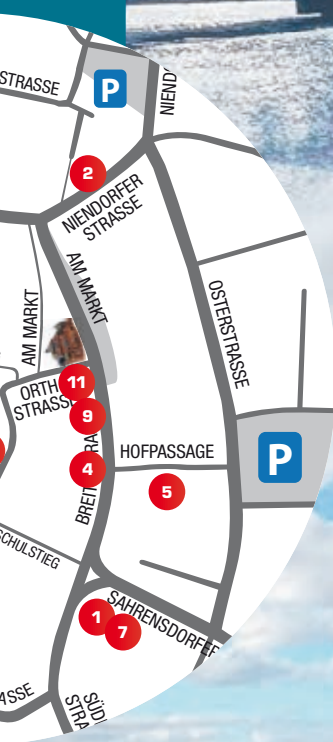 STRASSE
P
NIEND
2
NIENDORFER
STRASSE
AM MARKT
AM MARKT
OSTERSTRASSE
11
ORTH
STRASSE
9
4
HOFPASSAGE
P
5
SCHULSTIEG
1
7
SAHRENSDORFER
ASSE
SÜD
STRA